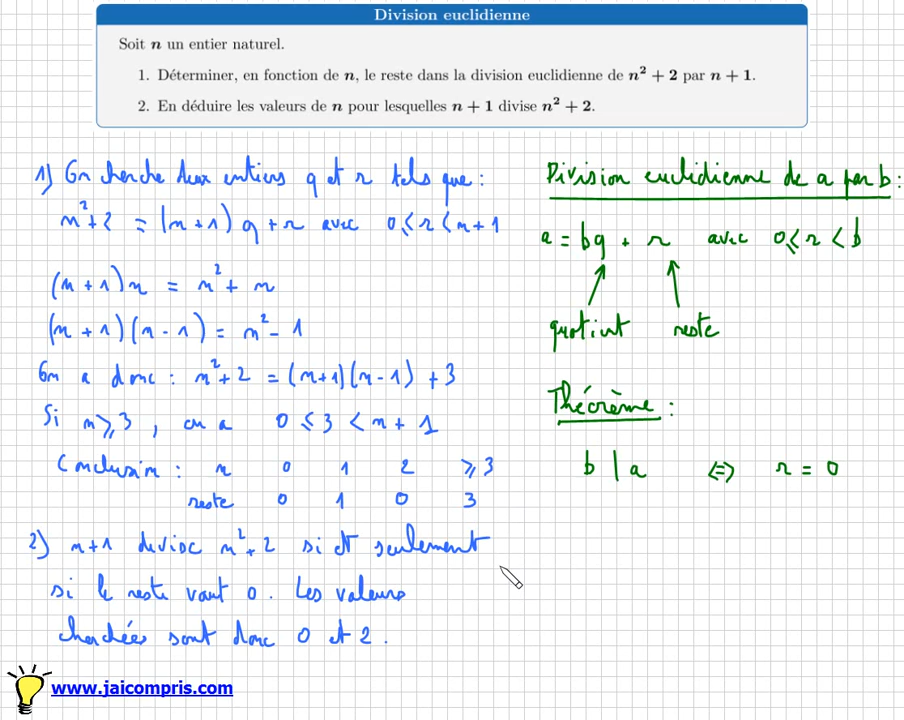 Division euclidienne
Soit n un entier naturel.
1. Déterminer, en fonction de n, le reste dans la division euclidienne de n² + 2 par n + 1.
2. En déduire les valeurs de n pour lesquelles n + 1 divise n² + 2.
1) On cherche deux entiers q et r tels que :
n² + 2 = (n + 1) q + r avec 0 ⩽ r < n + 1
(n + 1) n = n² + n
(n + 1)(n - 1) = n² - 1
On a donc : n² + 2 = (n+1)(n-1) + 3
Si n ⩾ 3, on a 0 ⩽ 3 < n + 1
Conclusion : n 0 1 2 ⩾ 3
reste 0 1 0 3
2) n+1 divise n² + 2 si et seulement
si le reste vaut 0. Les valeurs
cherchées sont donc 0 et 2.
Division euclidienne de a par b :
a = bq + r avec 0 ⩽ r < b
quotient reste
Théorème :
b | a ⇔ r = 0
www.jaicompris.com